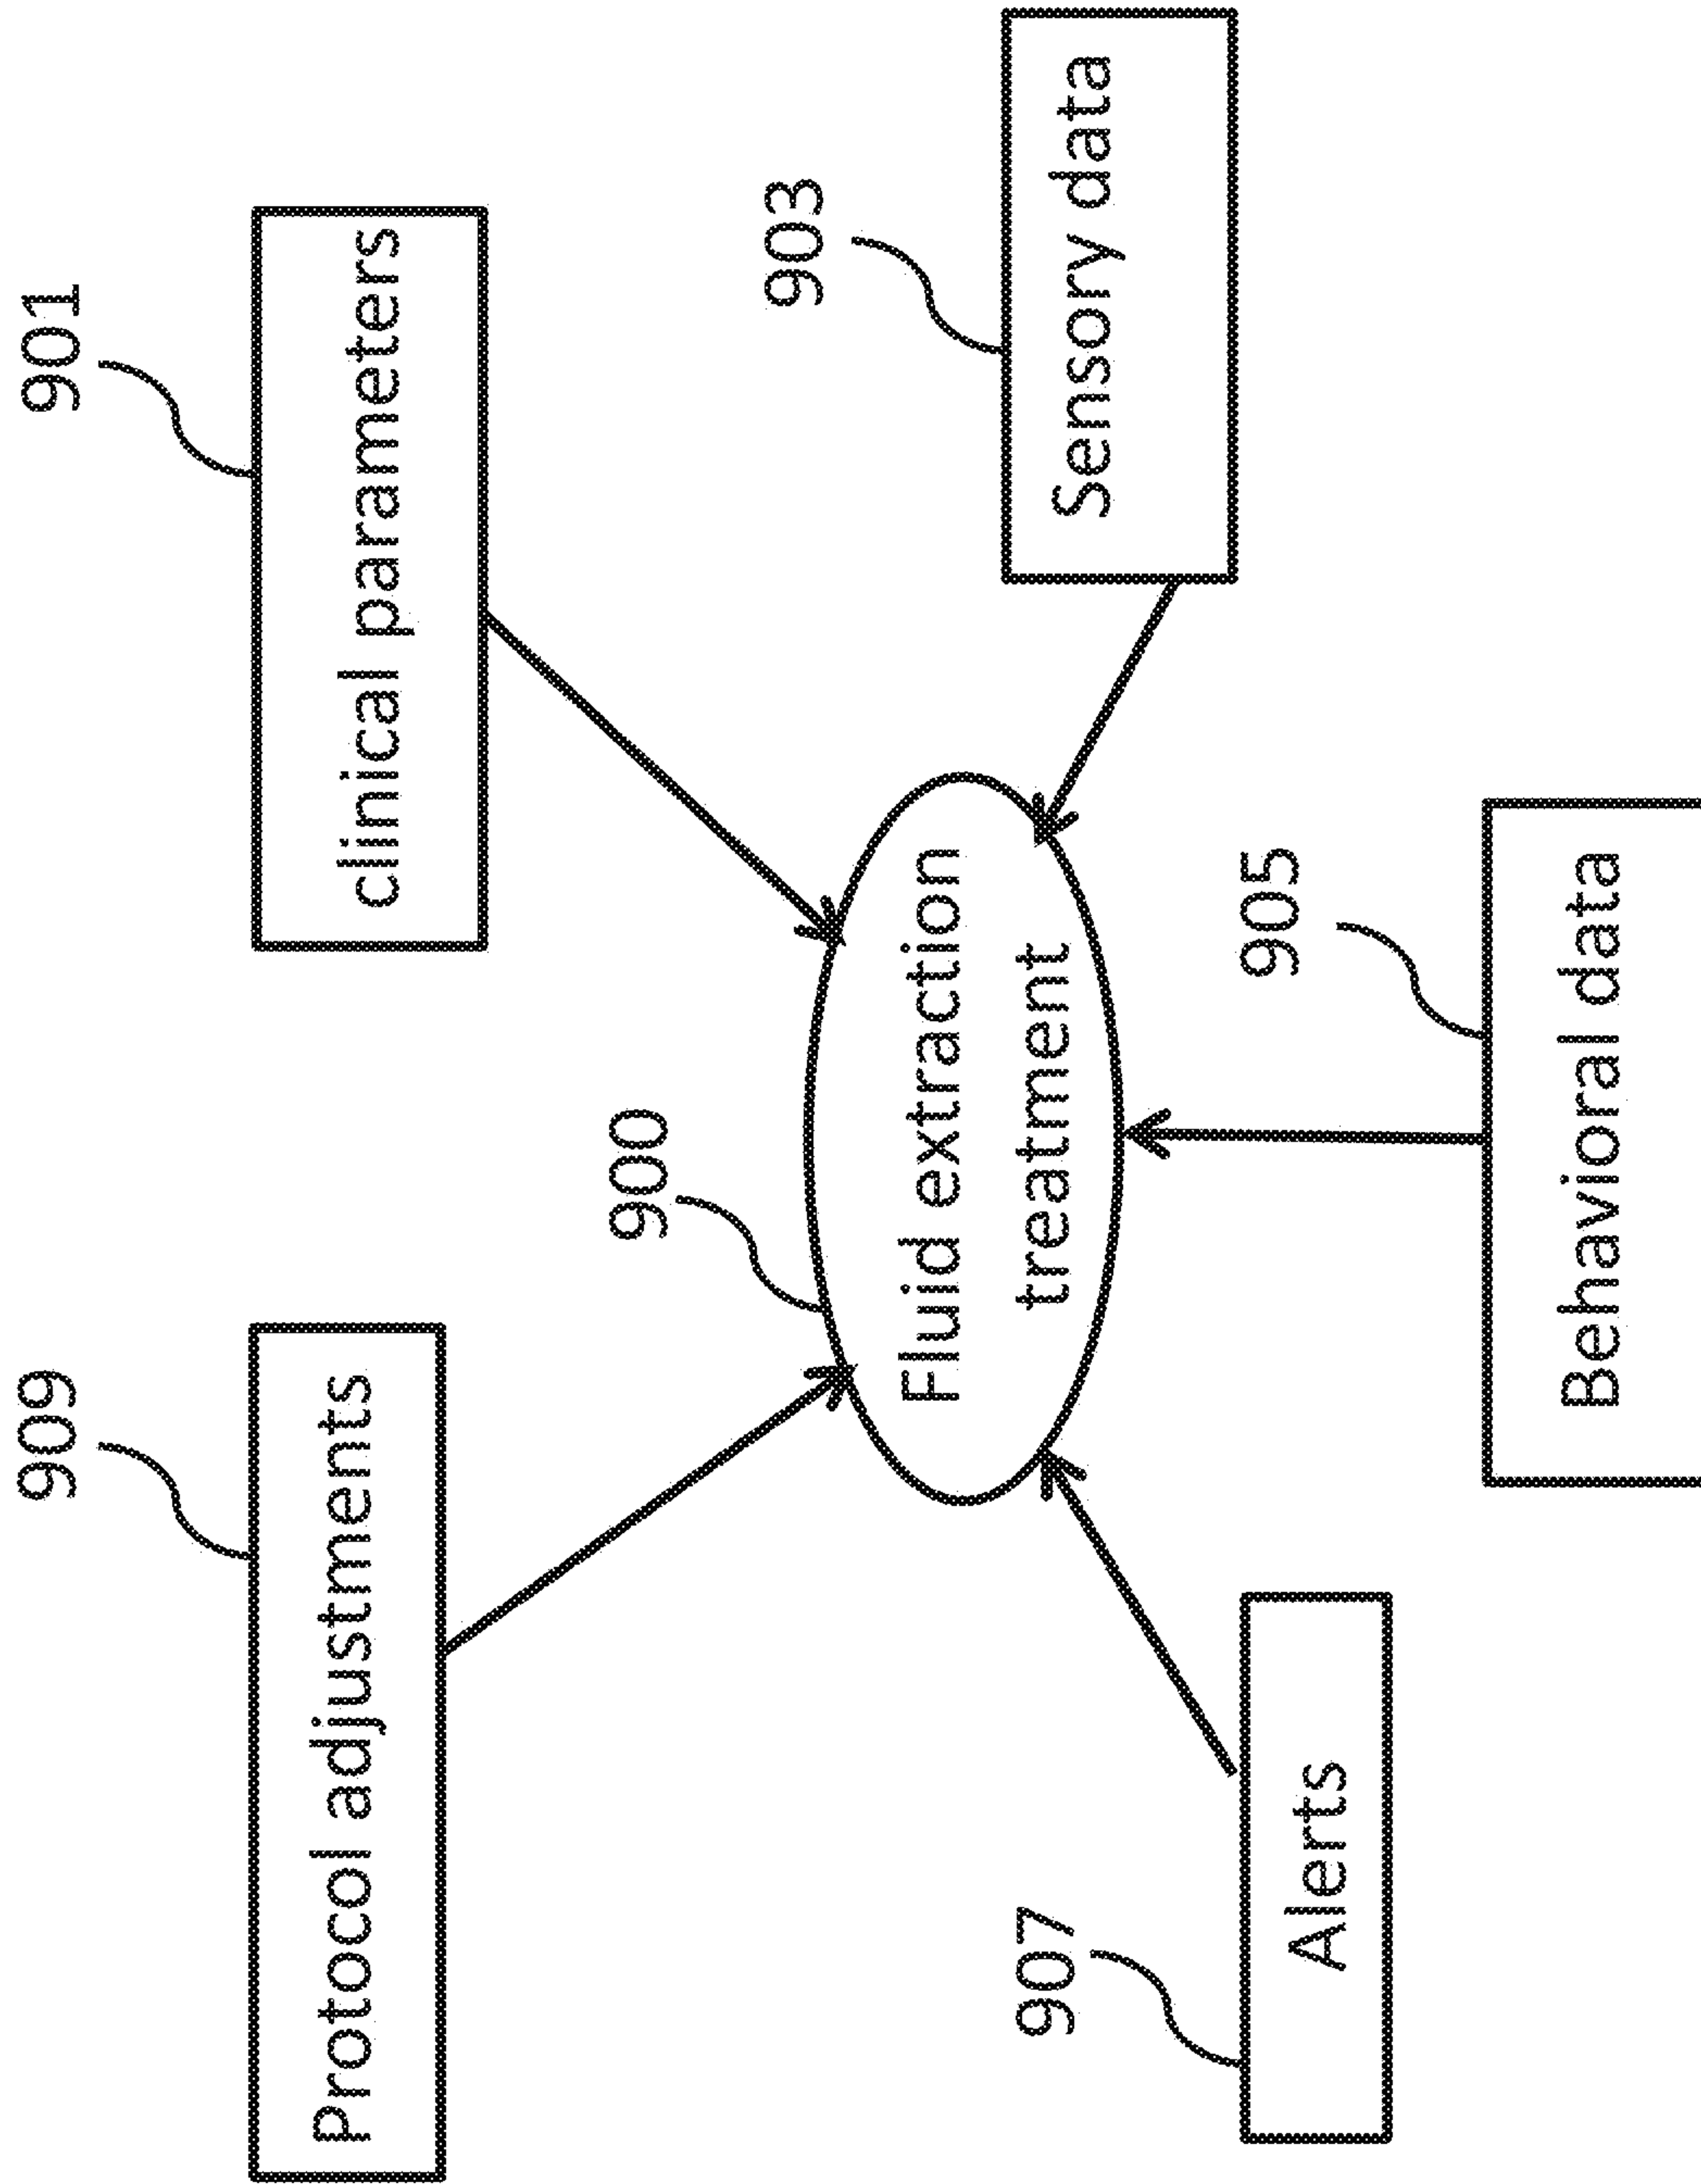 909
Protocol adjustments
901
clinical parameters
900
Fluid extraction
treatment
903
Sensory data
907
Alerts
905
Behavioral data